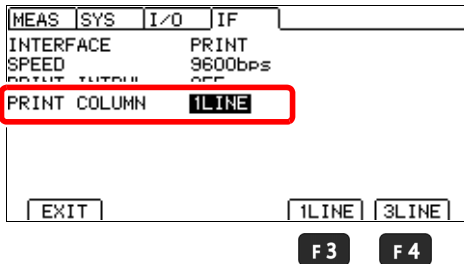 MEAS SYS I/O IF
INTERFACE PRINT
SPEED 9600bps
PRINT COLUMN 1LINE
EXIT 1LINE 3LINE
F3 F4